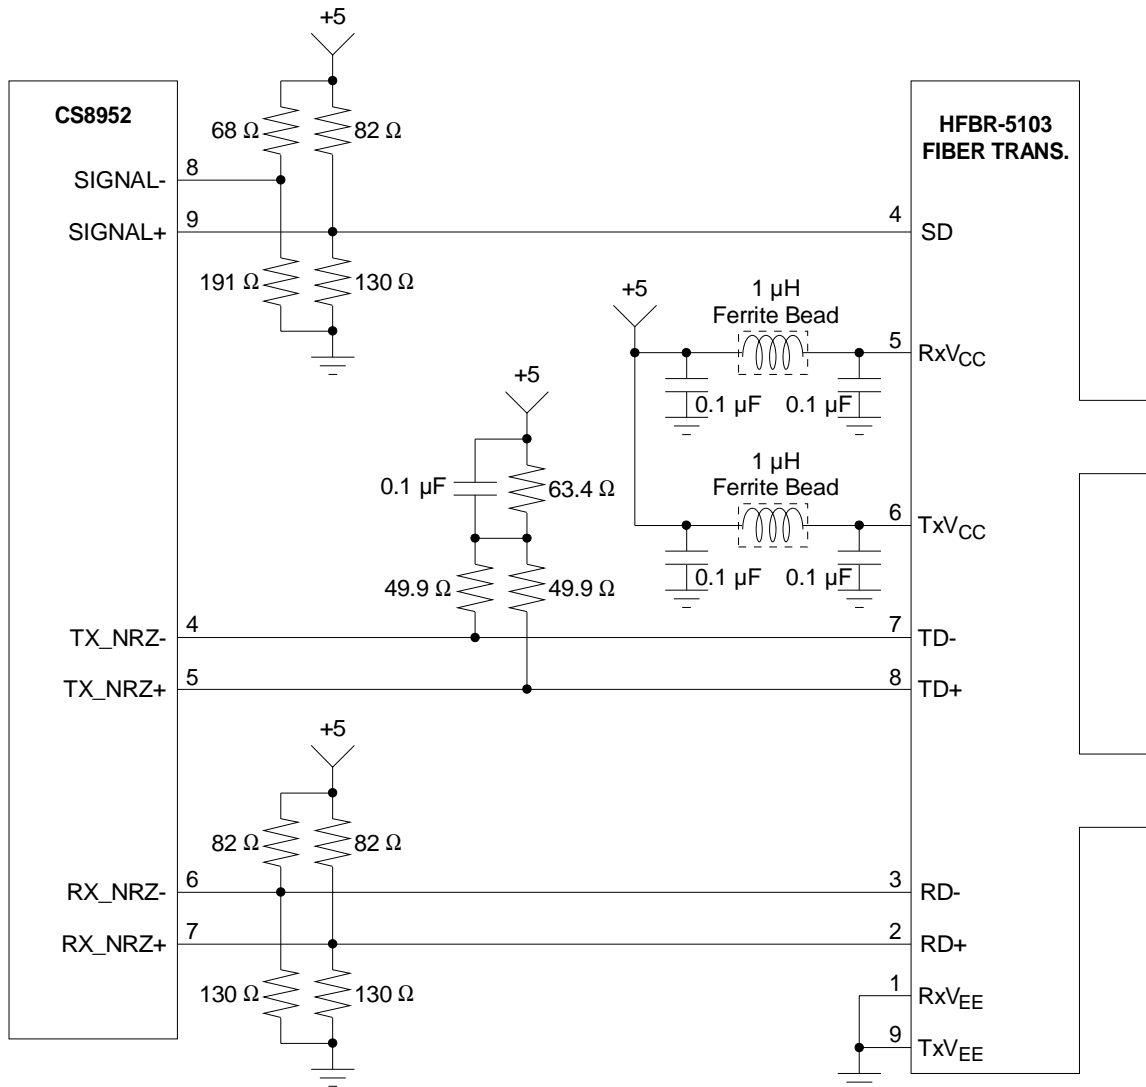 +5
CS8952
68 Ω
82 Ω
HFBR-5103
FIBER TRANS.
SIGNAL-
8
SIGNAL+
9
4
SD
191 Ω
130 Ω
+5
1 µH
Ferrite Bead
5
RxVCC
0.1 µF
0.1 µF
+5
1 µH
Ferrite Bead
0.1 µF
63.4 Ω
6
TxVCC
0.1 µF
0.1 µF
49.9 Ω
49.9 Ω
TX_NRZ-
4
7
TD-
TX_NRZ+
5
8
TD+
+5
82 Ω
82 Ω
RX_NRZ-
6
3
RD-
RX_NRZ+
7
2
RD+
130 Ω
130 Ω
1
RxVEE
9
TxVEE